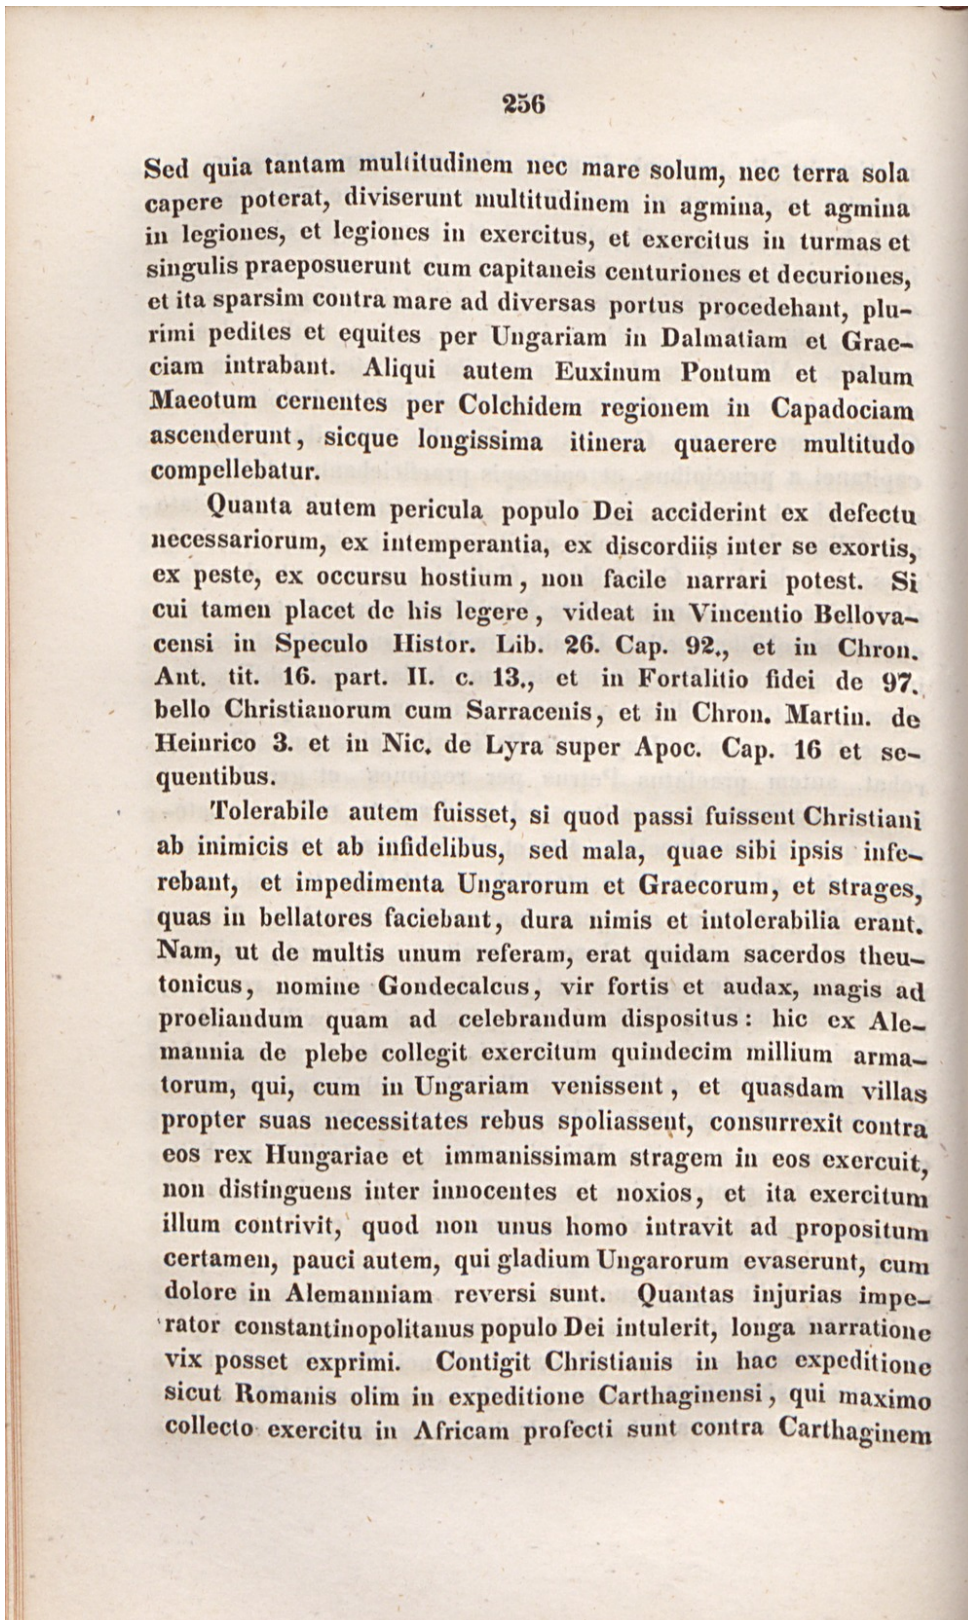 256
Sed quia tantam multitudinem nec mare solum, nec terra sola
capere poterat, diviserunt multitudinem in agmina, et agmina
in legiones, et legiones in exercitus, et exercitus in turmas et
singulis praeposuerunt cum capitaneis centuriones et decuriones,
et ita sparsim contra mare ad diversas portus procedehant, plu-
rimi pedites et equites per Ungariam in Dalmatiam et Grae-
ciam intrabant. Aliqui autem Euxinum Pontum et palum
Maeotum cernentes per Colchidem regionem in Capadociam
ascenderunt, sicque longissima itinera quaerere multitudo
compellebatur.
Quanta autem pericula populo Dei acciderint ex defectu
necessariorum, ex intemperantia, ex discordiis inter se exortis,
ex peste, ex occursu hostium, non facile narrari potest. Si
cui tamen placet de his legere, videat in Vincentio Bellova-
censi in Speculo Histor. Lib. 26. Cap. 92., et in Chron.
Ant. tit. 16. part. II. c. 13., et in Fortalitio fidei de 97.
bello Christianorum cum Sarracenis, et in Chron. Martin. de
Heinrico 3. et in Nic. de Lyra super Apoc. Cap. 16 et se-
quentibus.
Tolerabile autem fuisset, si quod passi fuissent Christiani
ab inimicis et ab infidelibus, sed mala, quae sibi ipsis infe-
rebant, et impedimenta Ungarorum et Graecorum, et strages,
quas in bellatores faciebant, dura nimis et intolerabilia erant.
Nam, ut de multis unum referam, erat quidam sacerdos theu-
tonicus, nomine Gondecalcus, vir fortis et audax, magis ad
proeliandum quam ad celebrandum dispositus: hic ex Ale-
mannia de plebe collegit exercitum quindecim millium arma-
torum, qui, cum in Ungariam venissent, et quasdam villas
propter suas necessitates rebus spoliassent, consurrexit contra
eos rex Hungariae et immanissimam stragem in eos exercuit,
non distinguens inter innocentes et noxios, et ita exercitum
illum contrivit, quod non unus homo intravit ad propositum
certamen, pauci autem, qui gladium Ungarorum evaserunt, cum
dolore in Alemanniam reversi sunt. Quantas injurias impe-
rator constantinopolitanus populo Dei intulerit, longa narratione
vix posset exprimi. Contigit Christianis in hac expeditione
sicut Romanis olim in expeditione Carthaginensi, qui maximo
collecto exercitu in Africam profecti sunt contra Carthaginem